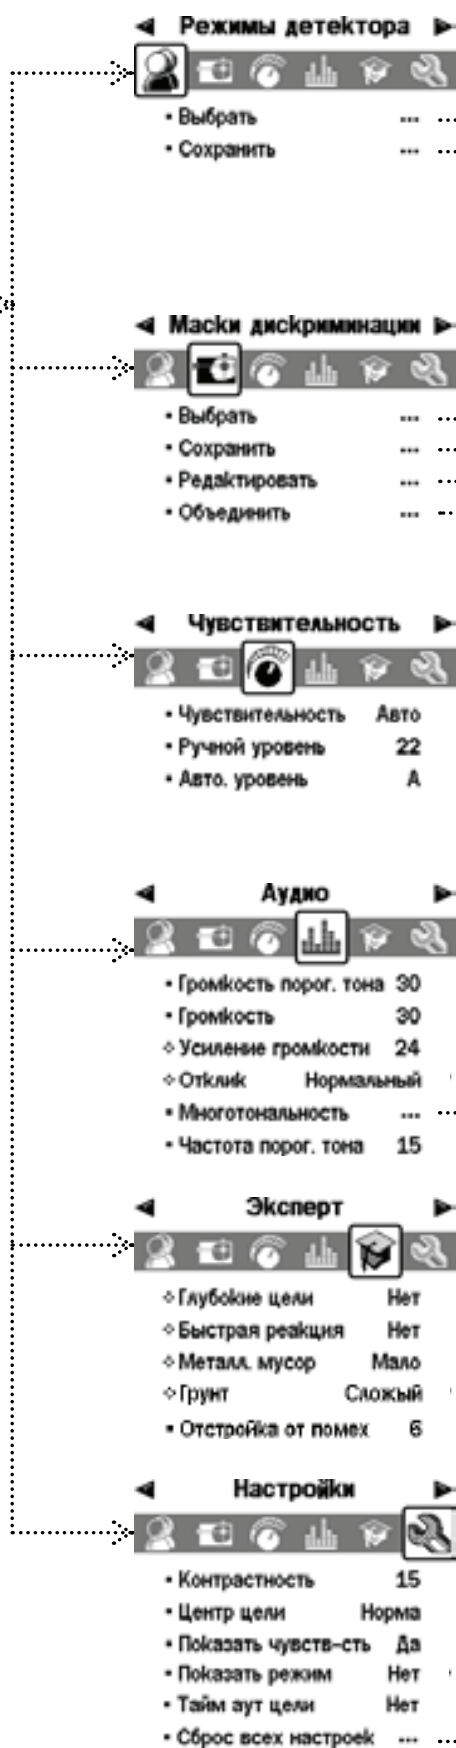 Режимы детектора
Выбрать ...
Сохранить ...
Маски дискриминации
Выбрать ...
Сохранить ...
Редактировать ...
Объединить ...
Чувствительность
Чувствительность Авто
Ручной уровень 22
Авто. уровень А
Аудио
Громкость порог. тона 30
Громкость 30
Усиление громкости 24
Отклик Нормальный
Многотональность ...
Частота порог. тона 15
Эксперт
Глубокие цели Нет
Быстрая реакция Нет
Металл. мусор Мало
Грунт Сложый
Отстройка от помех 6
Настройки
Контрастность 15
Центр цели Норма
Показать чувств-сть Да
Показать режим Нет
Тайм аут цели Нет
Сброс всех настроек ...